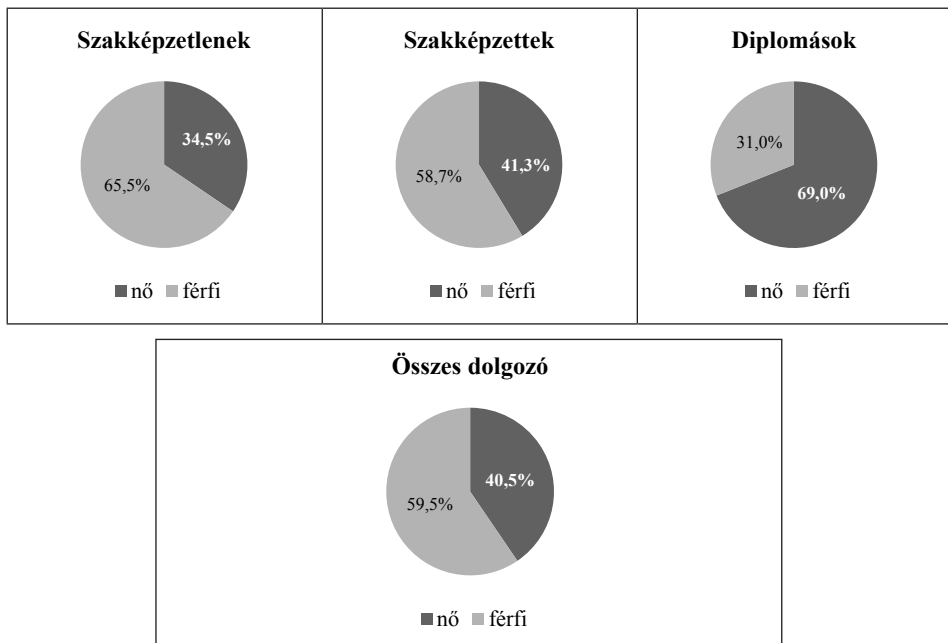 Szakképzetlenek
34,5%
65,5%
nő férfi
Szakképzettek
41,3%
58,7%
nő férfi
Diplomások
31,0%
69,0%
nő férfi
Összes dolgozó
40,5%
59,5%
nő férfi